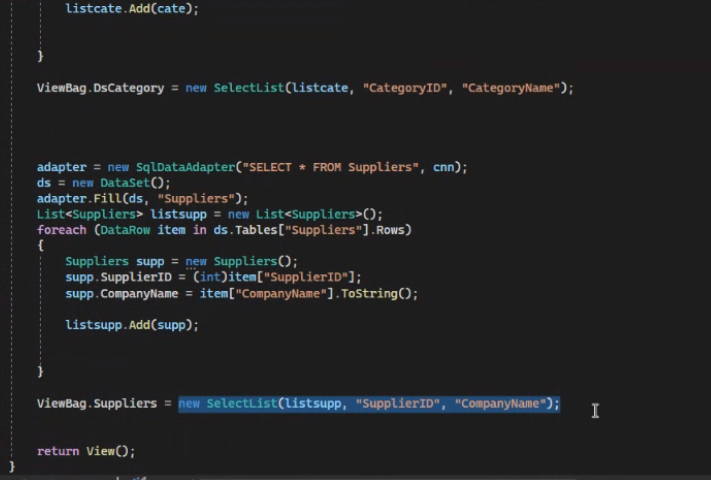 listcate.Add(cate);
}
ViewBag.DsCategory = new SelectList(listcate, "CategoryID", "CategoryName");
adapter = new SqlDataAdapter("SELECT * FROM Suppliers", cnn);
ds = new DataSet();
adapter.Fill(ds, "Suppliers");
List<Suppliers> listsupp = new List<Suppliers>();
foreach (DataRow item in ds.Tables["Suppliers"].Rows)
{
Suppliers supp = new Suppliers();
supp.SupplierID = (int)item["SupplierID"];
supp.CompanyName = item["CompanyName"].ToString();
listsupp.Add(supp);
}
ViewBag.Suppliers = new SelectList(listsupp, "SupplierID", "CompanyName");
return View();
}